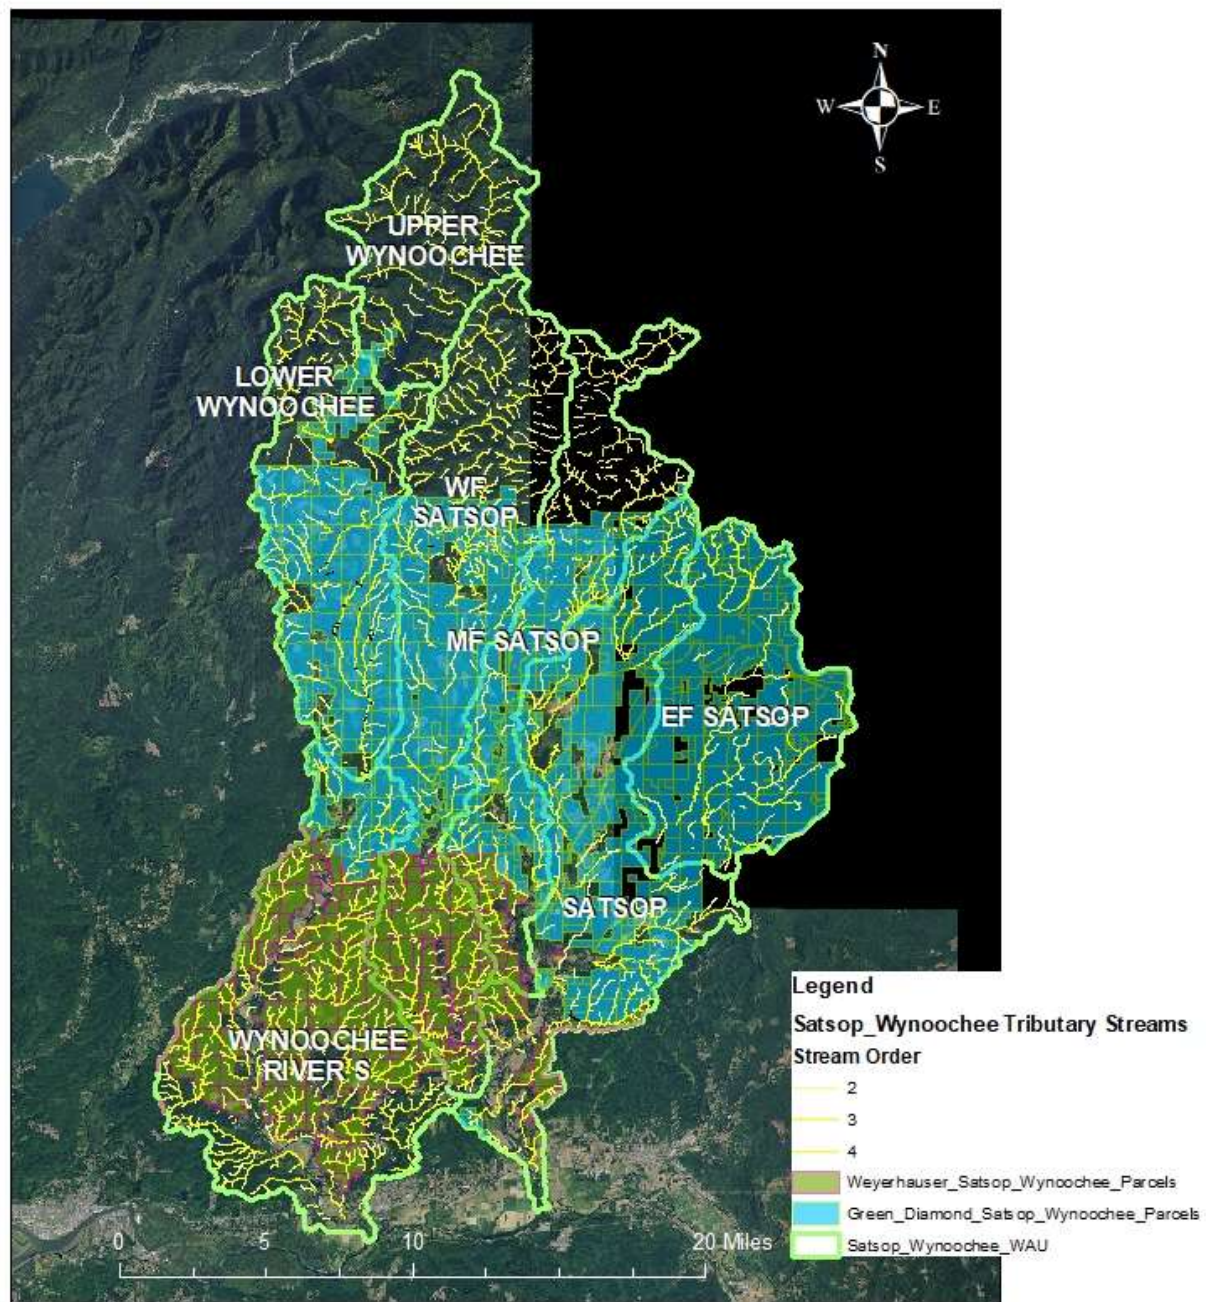 N
W E
S
UPPER
WYNOOCHEE
LOWER
WYNOOCHEE
WF
SATSOP
MF SATSOP
EF SATSOP
SATSOP
WYNOOCHEE
RIVER S
0 5 10 20 Miles
Legend
Satsop_Wynoochee Tributary Streams
Stream Order
2
3
4
Weyerhauser_Satsop_Wynoochee_Parcels
Green_Diamond_Satsop_Wynoochee_Parcels
Satsop_Wynoochee_WAU